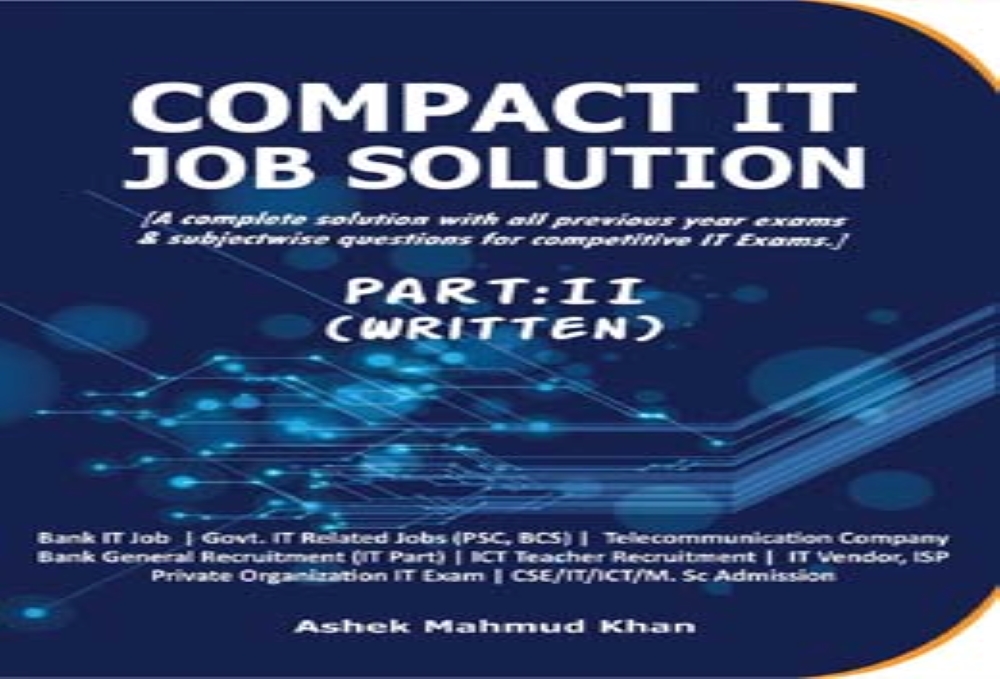 COMPACT IT
JOB SOLUTION
[A complete solution with all previous year exams
& subjectwise questions for competitive IT Exams.]
PART:II
(WRITTEN)
Bank IT Job | Govt. IT Related Jobs (PSC, BCS) | Telecommunication Company
Bank General Recruitment (IT Part) | ICT Teacher Recruitment | IT Vendor, ISP
Private Organization IT Exam | CSE/IT/ICT/M. Sc Admission
Ashek Mahmud Khan